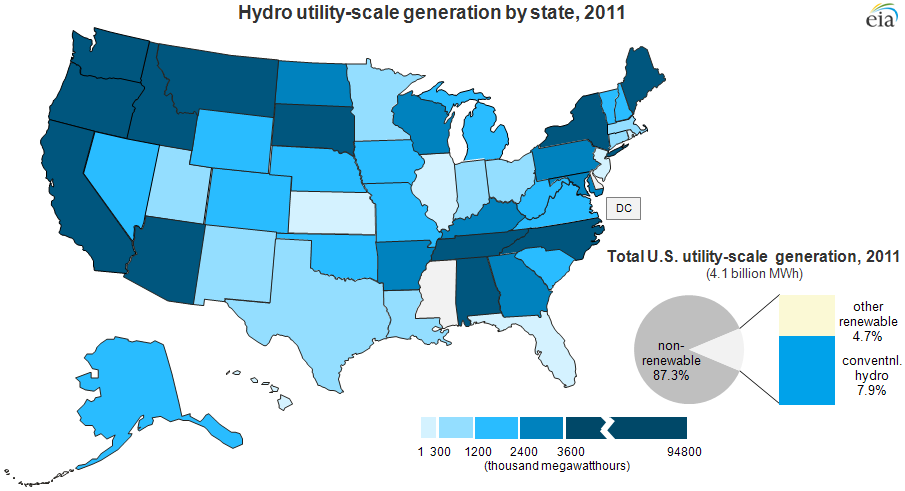 Hydro utility-scale generation by state, 2011
eia
DC
Total U.S. utility-scale generation, 2011
(4.1 billion MWh)
non-
renewable
87.3%
other
renewable
4.7%
conventnl.
hydro
7.9%
1 300 1200 2400 3600 94800
(thousand megawatthours)